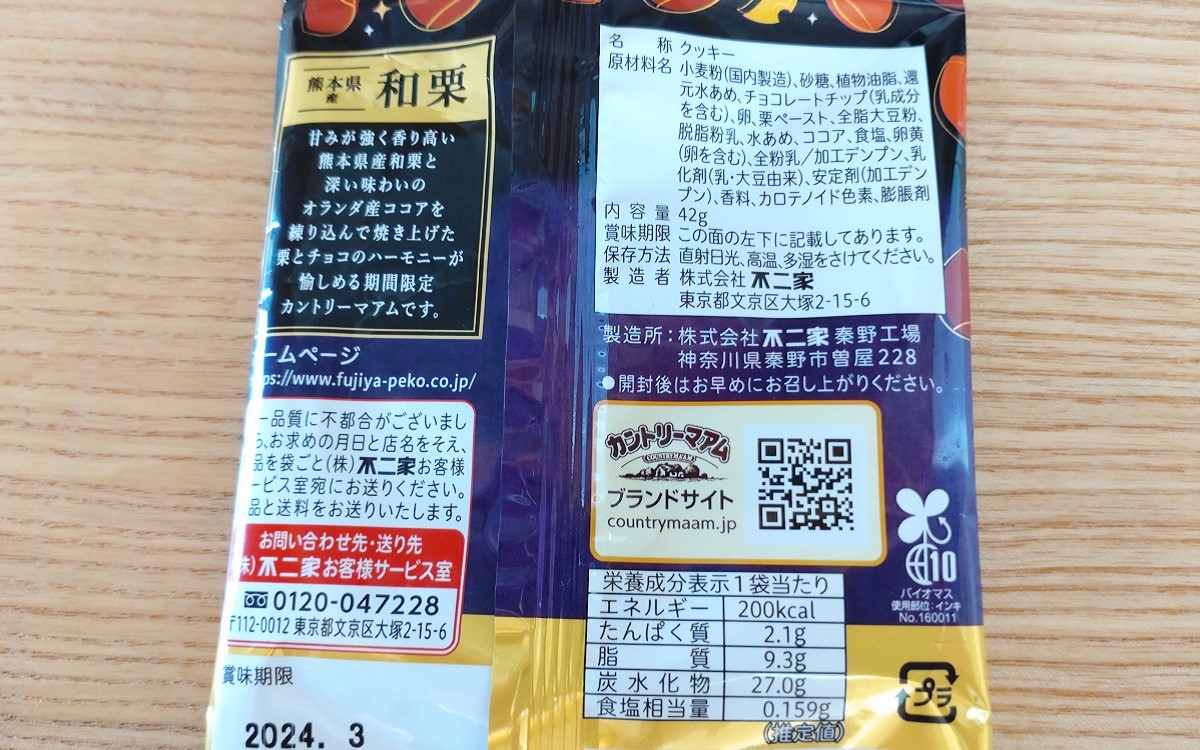 熊本県
産
和栗
甘みが強く香り高い
熊本県産和栗と
深い味わいの
オランダ産ココアを
練り込んで焼き上げた
栗とチョコのハーモニーが
愉しめる期間限定
カントリーマアムです。
ームページ
ps://www.fujiya-peko.co.jp/
一品質に不都合がございまし
ら、お求めの月日と店名をそえ、
品を袋ごと(株)不二家お客様
ービス室宛にお送りください。
品と送料をお送りいたします。
お問い合わせ先・送り先
株)不二家お客様サービス室
0120-047228
〒112-0012 東京都文京区大塚2-15-6
賞味期限
2024. 3
名称 クッキー
原材料名 小麦粉(国内製造)、砂糖、植物油脂、還
元水あめ、チョコレートチップ(乳成分
を含む)、卵、栗ペースト、全脂大豆粉、
脱脂粉乳、水あめ、ココア、食塩、卵黄
(卵を含む)、全粉乳/加工デンプン、乳
化剤(乳・大豆由来)、安定剤(加工デン
プン)、香料、カロテノイド色素、膨脹剤
内容量 42g
賞味期限 この面の左下に記載してあります。
保存方法 直射日光、高温、多湿をさけてください。
製造者 株式会社 不二家
東京都文京区大塚2-15-6
製造所:株式会社不二家 秦野工場
神奈川県秦野市曽屋228
●開封後はお早めにお召し上がりください。
カントリーマアム
COUNTRY MA'AM
ブランドサイト
countrymaam.jp
10
バイオマス
使用部位:インキ
No.160011
栄養成分表示1袋当たり
エネルギー 200kcal
たんぱく質 2.1g
脂質 9.3g
炭水化物 27.0g
食塩相当量 0.159g
(推定値)
プラ